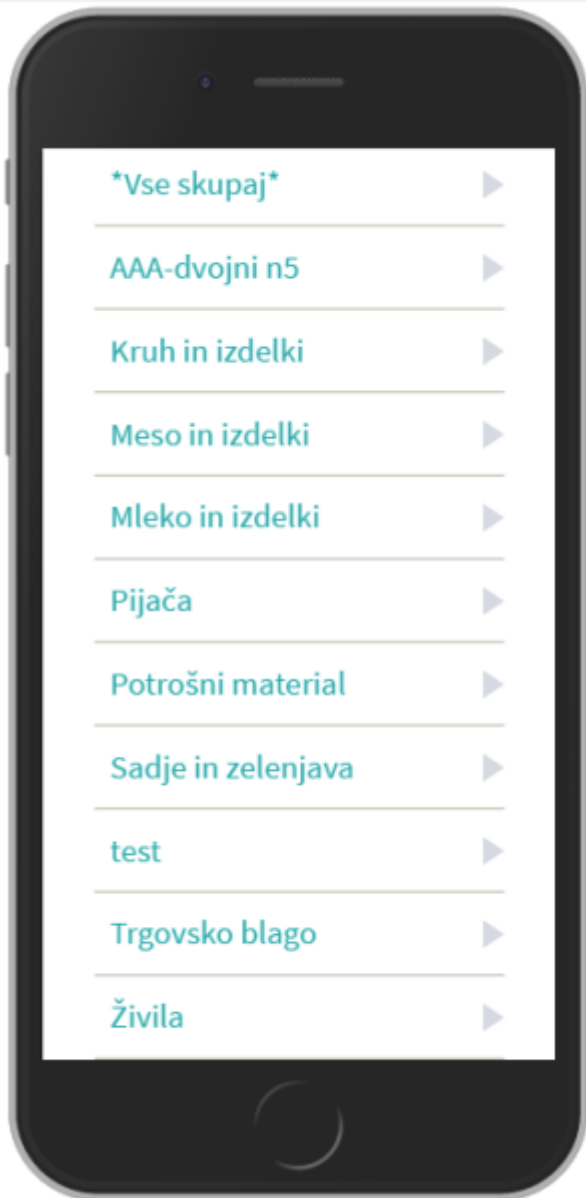 *Vse skupaj*
AAA-dvojni n5
Kruh in izdelki
Meso in izdelki
Mleko in izdelki
Pijača
Potrošni material
Sadje in zelenjava
test
Trgovsko blago
Živila